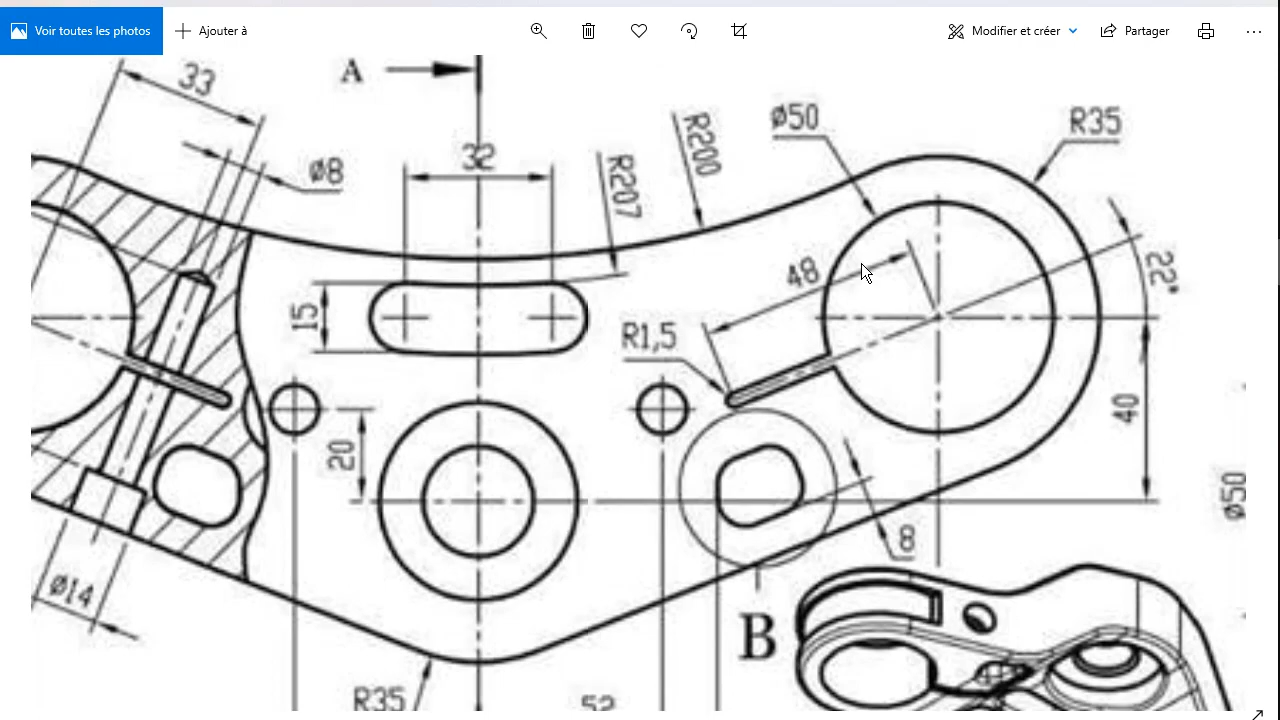 Voir toutes les photos
Ajouter à
Modifier et créer
Partager
A
33
Ø8
32
R207
R200
Ø50
R35
48
22°
15
R1,5
20
40
Ø50
8
Ø14
B
R35
52